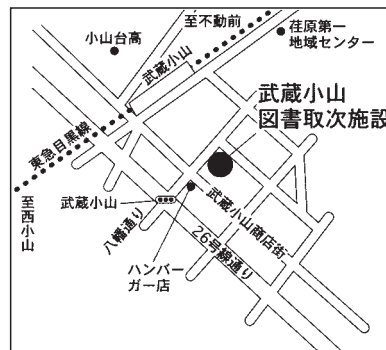 至不動前
荏原第一
地域センター
小山台高
武蔵小山
武蔵小山
図書取次施設
東急目黒線
至西小山
武蔵小山
八幡通り
ハンバー
ガー店
26号線通り
武蔵小山商店街